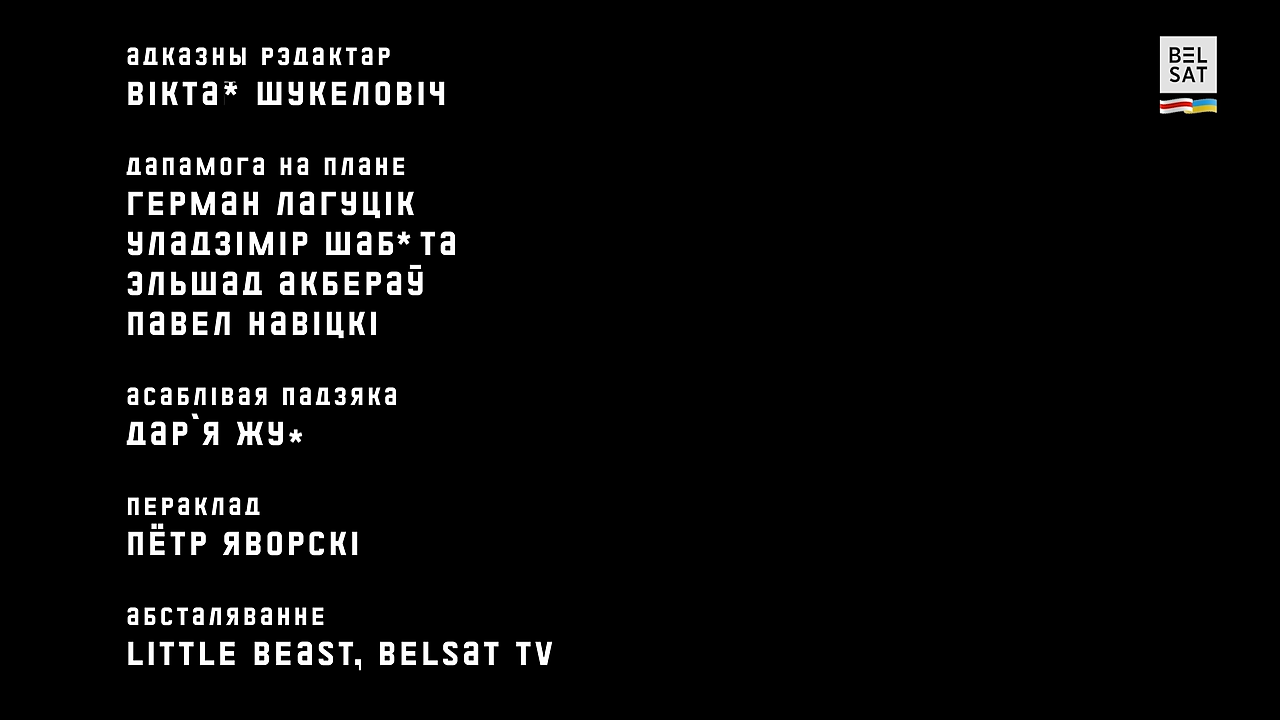 адказны рэдактар
ВІКТа* ШУКЕЛОВІЧ
дапамога на плане
ГЕРМаН ЛаГУЦІК
УЛаДЗІМІР Шаб*Та
ЭЛЬШаД аКБЕРаЎ
ПаВЕЛ НаВІЦКІ
асаблівая падзяка
ДаР`Я ЖУ*
пераклад
ПЁТР ЯВОРСКІ
абсталяванне
LITTLE BEaST, BELSaT TV
BEL
SAT